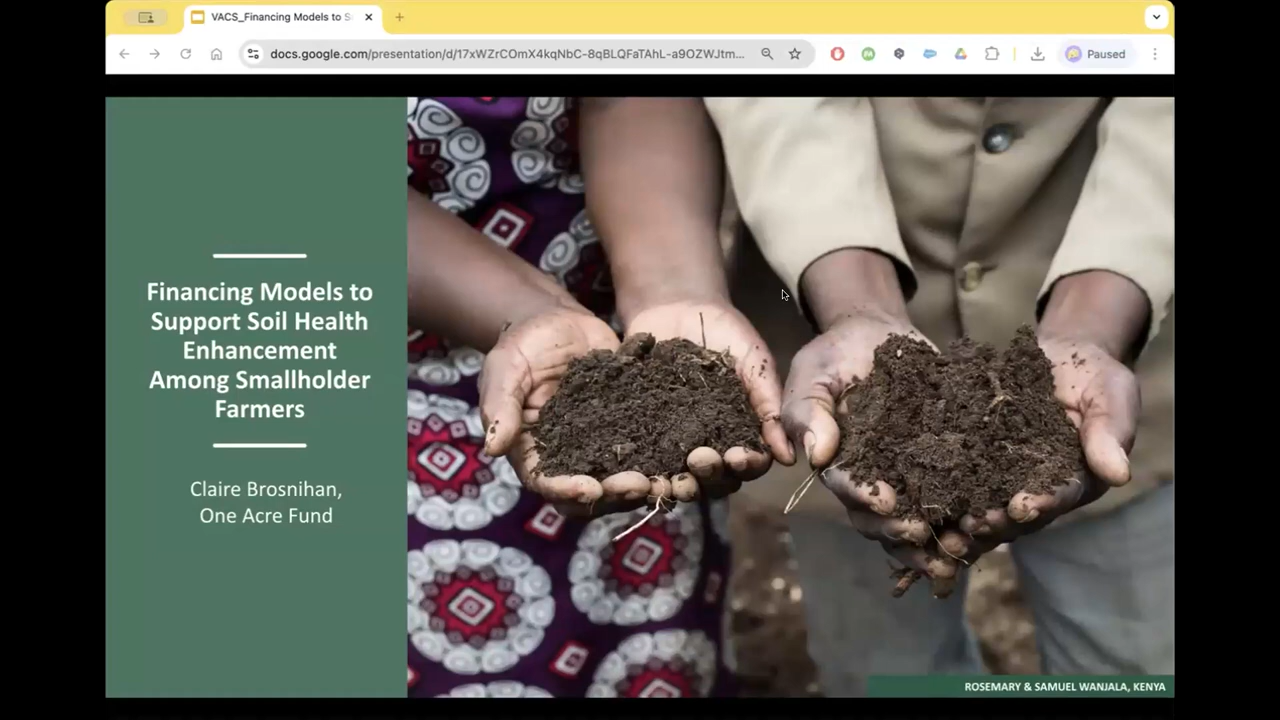 VACS_Financing Models to S
docs.google.com/presentation/d/17xWZrCOmX4kqNbC-8qBLQFaTAhL-a9OZWJtm...
Paused
Financing Models to
Support Soil Health
Enhancement
Among Smallholder
Farmers
Claire Brosnihan,
One Acre Fund
ROSEMARY & SAMUEL WANJALA, KENYA